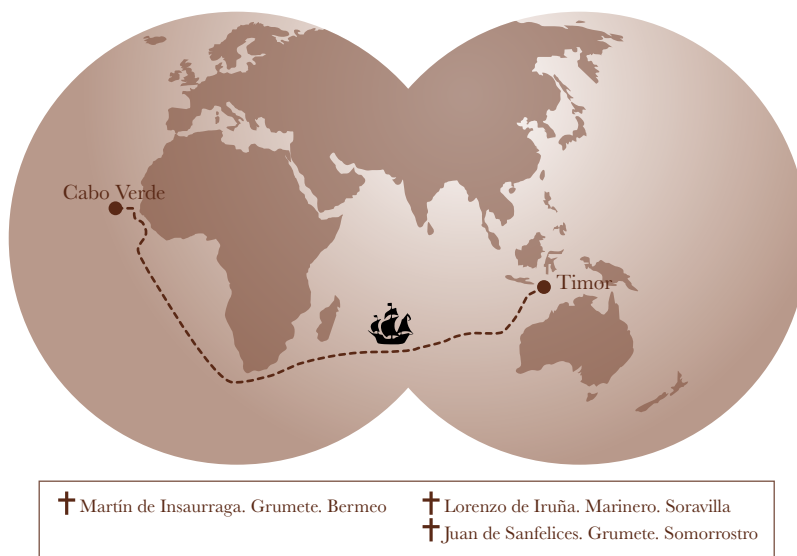 Cabo Verde
Timor
Martín de Insaurraga. Grumete. Bermeo
Lorenzo de Iruña. Marinero. Soravilla
Juan de Sanfelices. Grumete. Somorrostro